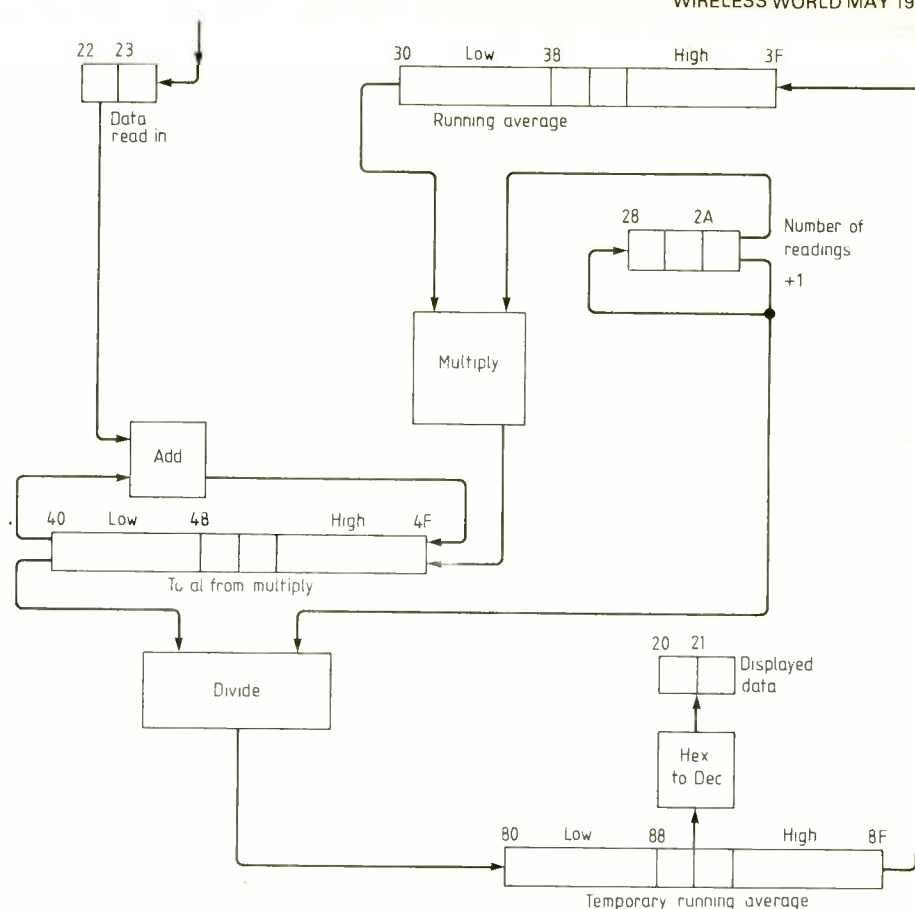 WIRELESS WORLD MAY 19
22 23
Data
read in
30 Low 38 High 3F
Running average
28 2A
Number of
readings
+1
Multiply
Add
40 Low 48 High 4F
from multiply
Divide
20 21
Displayed
data
Hex
to Dec
80 Low 88 High 8F
Temporary running average